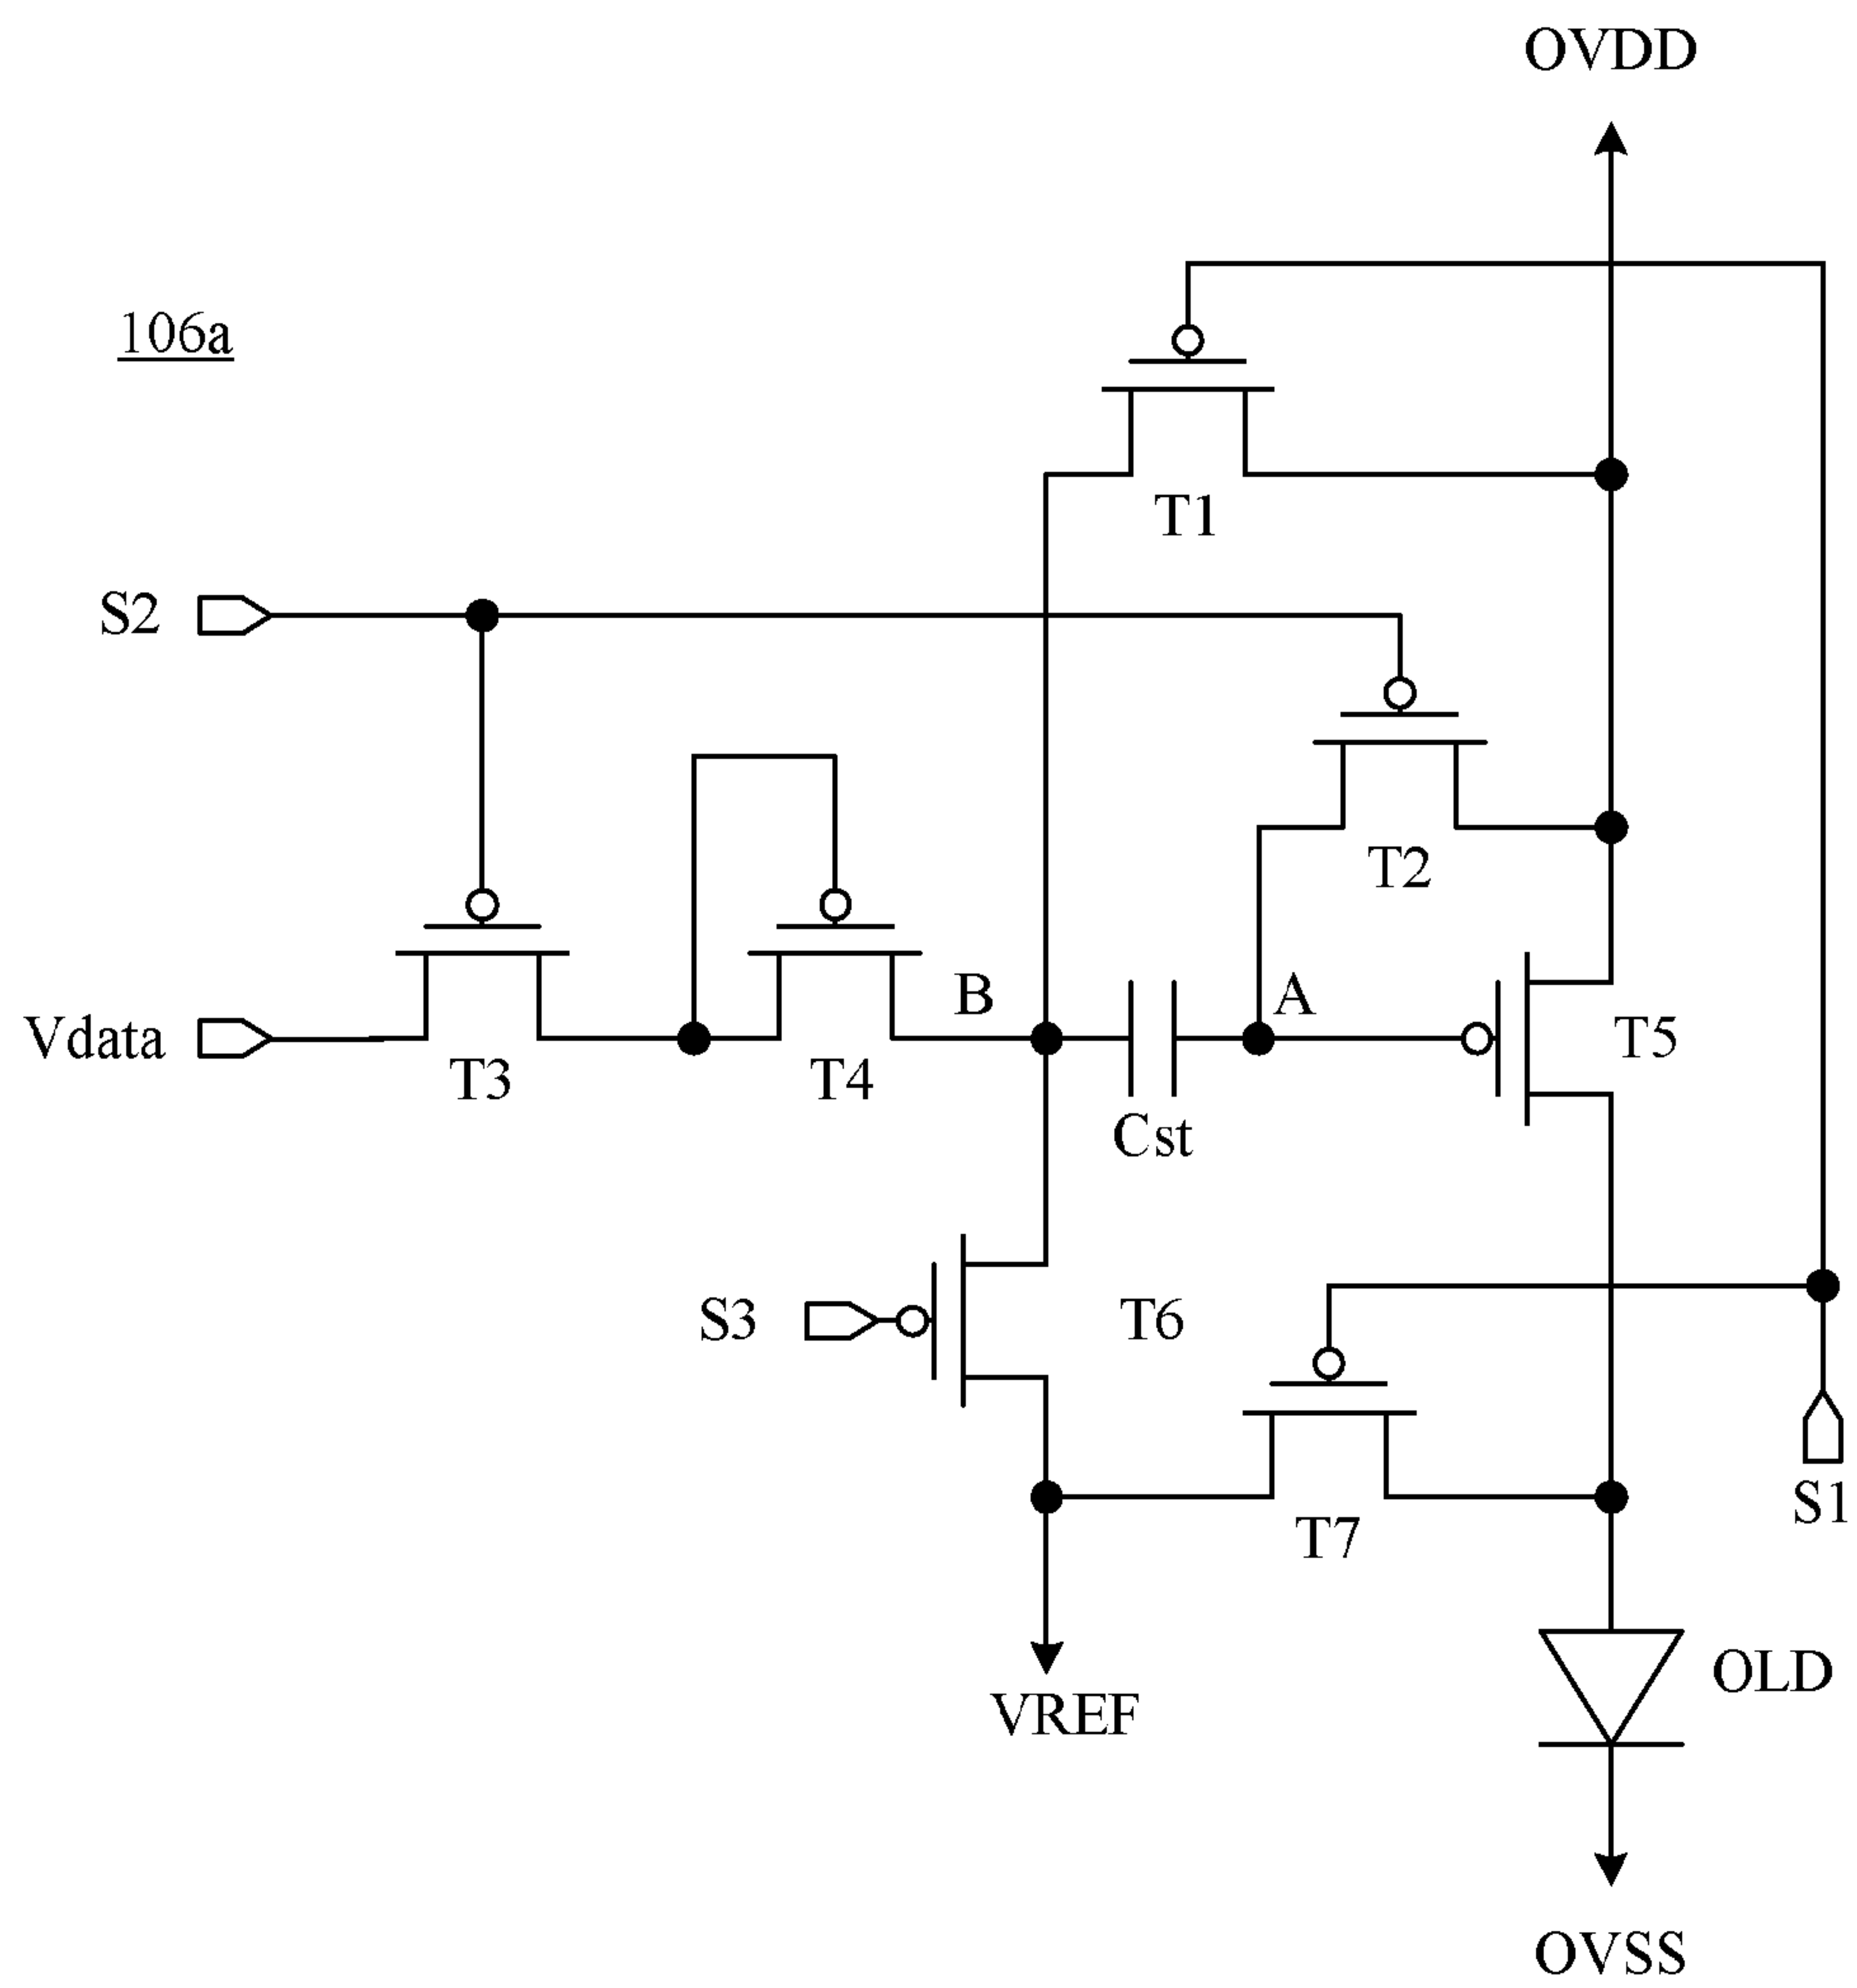 OVDD
106a
T1
S2
T2
B
A
Vdata
T5
T3
T4
Cst
S3
T6
S1
T7
OLD
VREF
OVSS